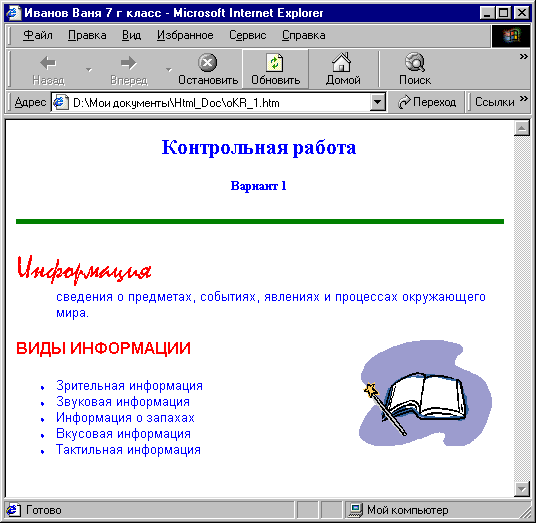 Иванов Ваня 7 г класс - Microsoft Internet Explorer
Файл Правка Вид Избранное Сервис Справка
Назад Вперед Остановить Обновить Домой Поиск »
Адрес D:\Мои документы\Html_Doc\oKR_1.htm Переход Ссылки »
Контрольная работа
Вариант 1
Информация
сведения о предметах, событиях, явлениях и процессах окружающего
мира.
ВИДЫ ИНФОРМАЦИИ
Зрительная информация
Звуковая информация
Информация о запахах
Вкусовая информация
Тактильная информация
Готово Мой компьютер